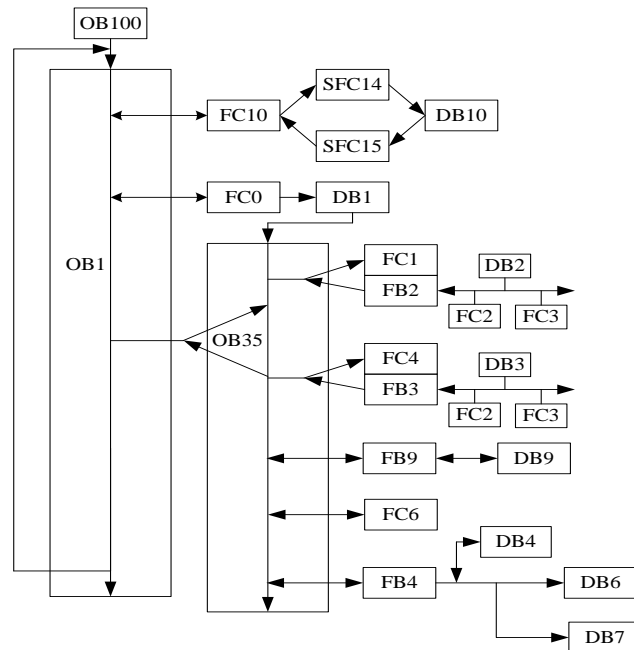 OB100
SFC14
FC10
DB10
SFC15
FC0
DB1
OB1
FC1
DB2
FB2
FC2
FC3
OB35
FC4
DB3
FB3
FC2
FC3
FB9
DB9
FC6
DB4
FB4
DB6
DB7